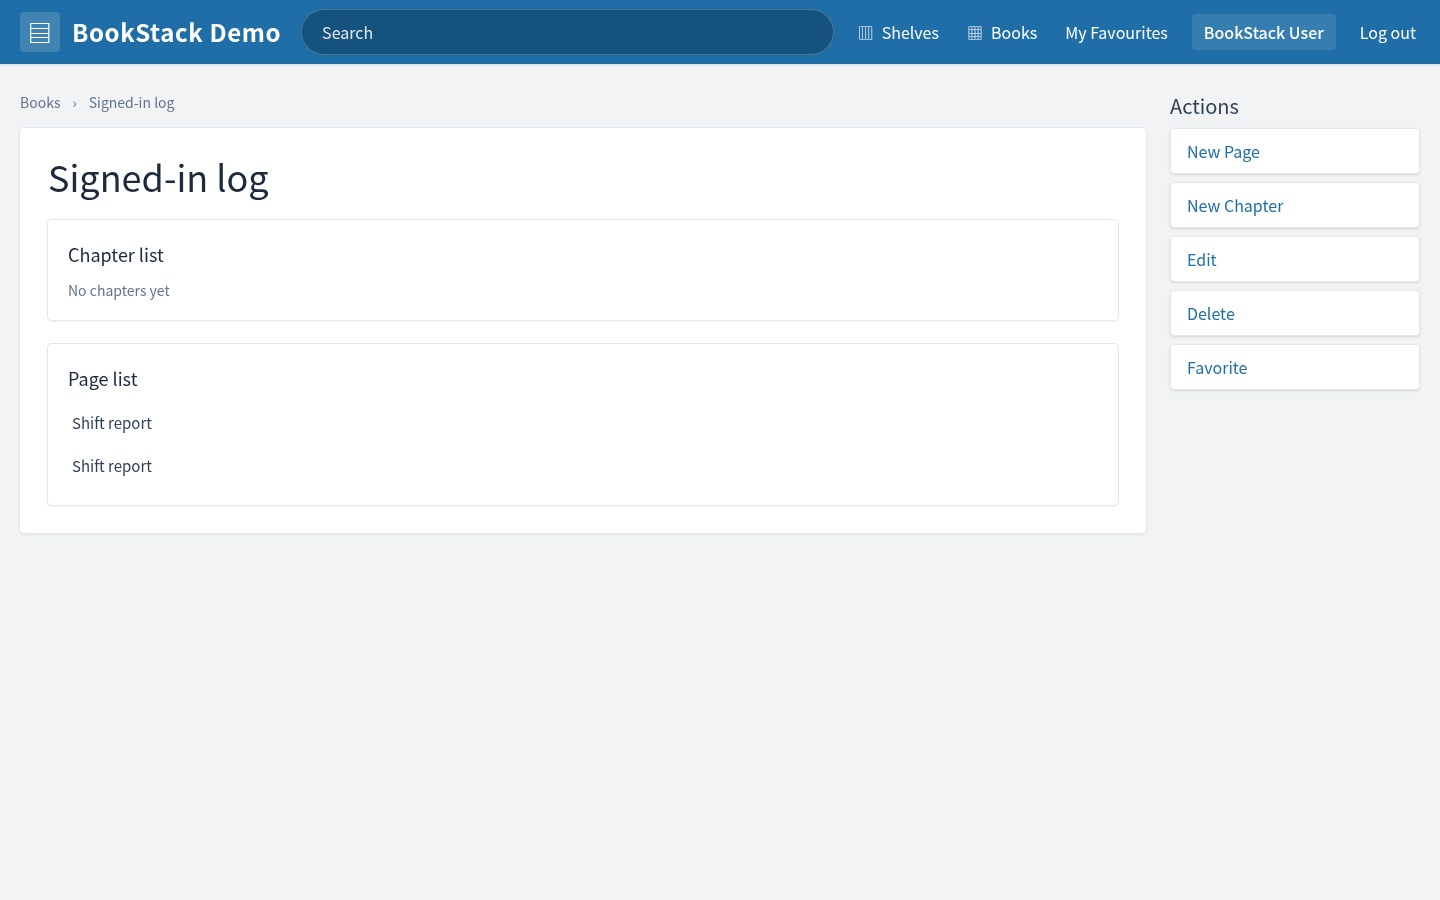 BookStack Demo
Search
Shelves
Books
My Favourites
BookStack User
Log out
Books › Signed-in log
Signed-in log
Chapter list
No chapters yet
Page list
Shift report
Shift report
Actions
New Page
New Chapter
Edit
Delete
Favorite